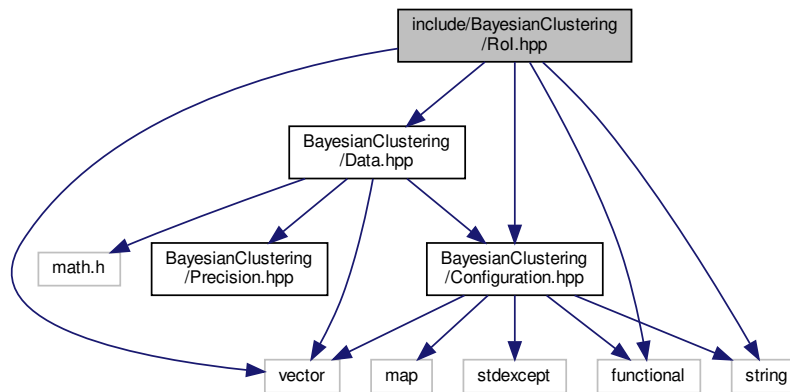 include/BayesianClustering
/RoI.hpp
BayesianClustering
/Data.hpp
math.h
BayesianClustering
/Precision.hpp
BayesianClustering
/Configuration.hpp
vector
map
stdexcept
functional
string